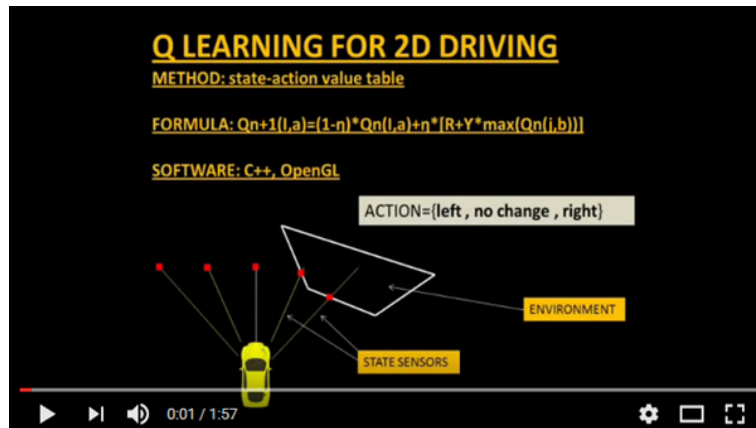 Q LEARNING FOR 2D DRIVING
METHOD: state-action value table
FORMULA: Qn+1(I,a)=(1-η)*Qn(I,a)+η*[R+Y*max(Qn(j,b))]
SOFTWARE: C++, OpenGL
ACTION={left , no change , right}
ENVIRONMENT
STATE SENSORS
0:01 / 1:57